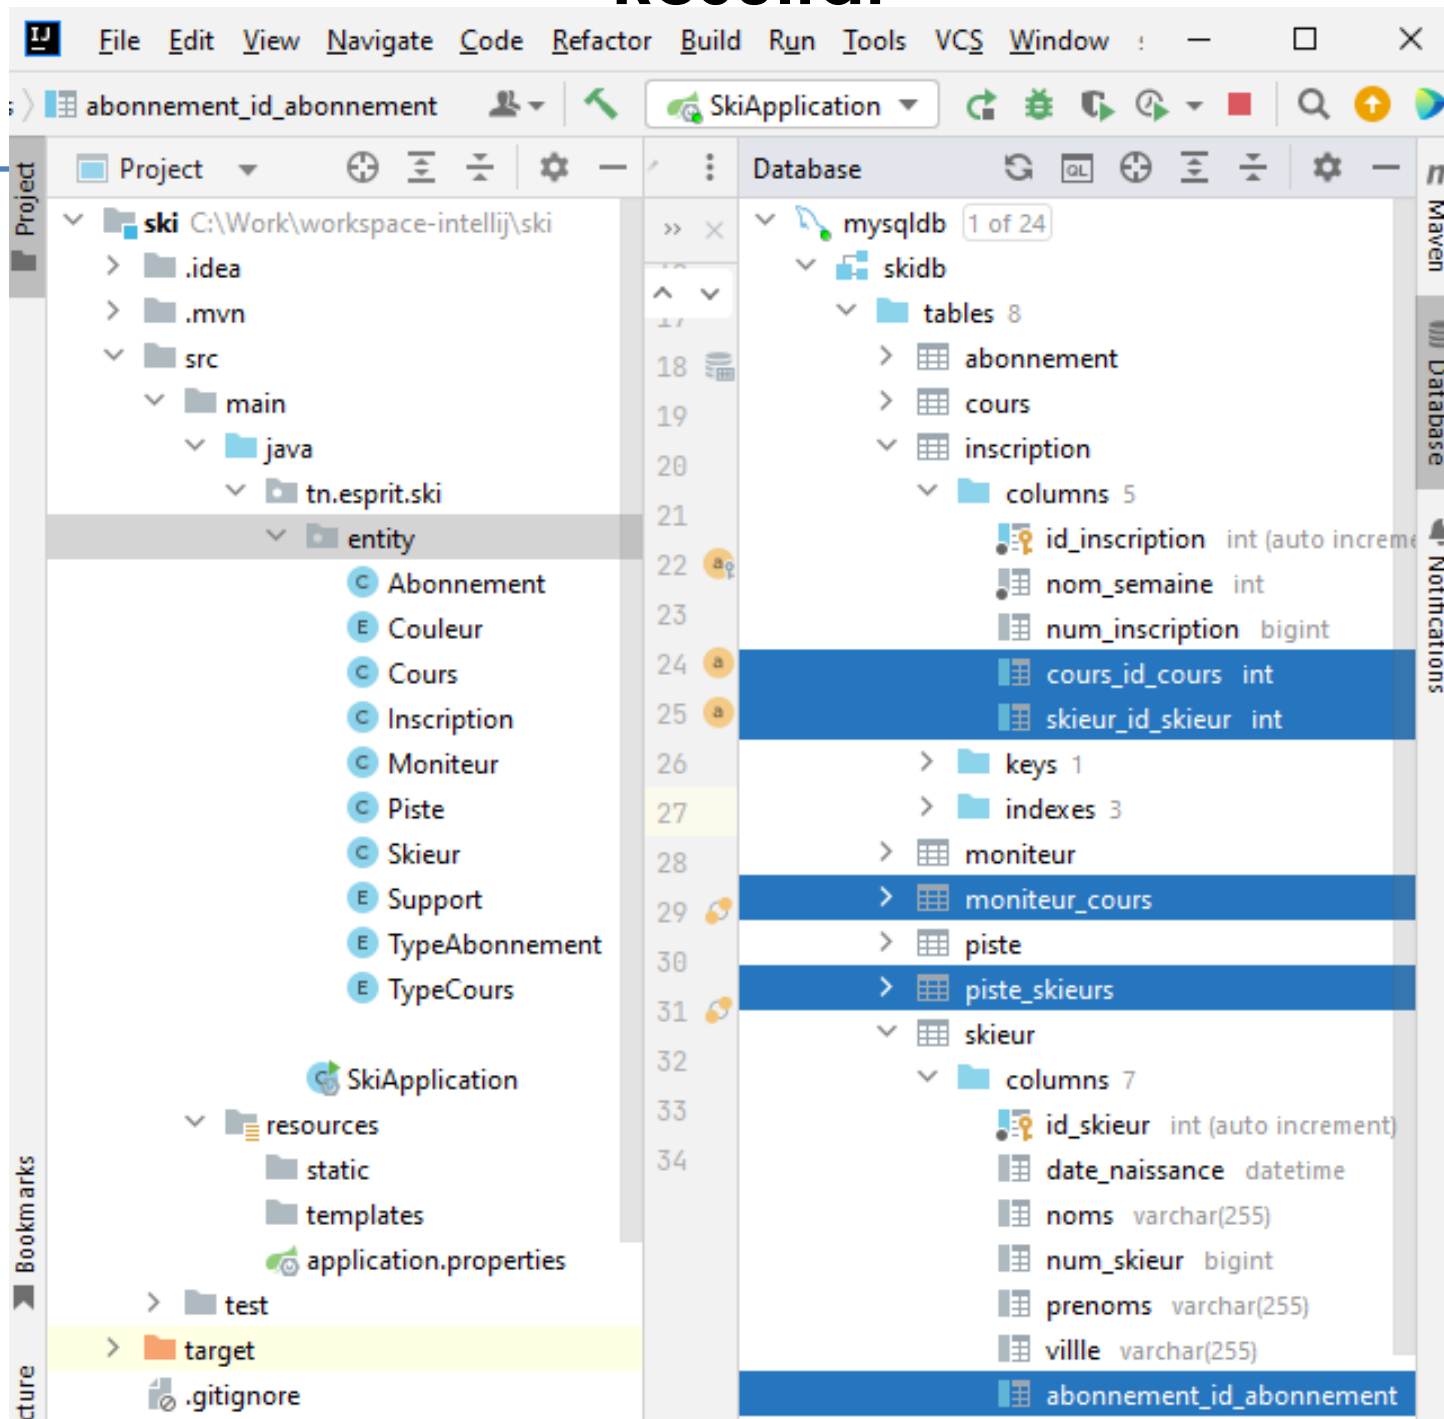 File Edit View Navigate Code Refactor Build Run Tools VCS Window
abonnement_id_abonnement SkiApplication
Project
Database
Project
ski C:\Work\workspace-intellij\ski
.idea
.mvn
src
main
java
tn.esprit.ski
entity
Abonnement
Couleur
Cours
Inscription
Moniteur
Piste
Skieur
Support
TypeAbonnement
TypeCours
SkiApplication
resources
static
templates
application.properties
test
target
.gitignore
Bookmarks
17
18
19
20
21
22
23
24
25
26
27
28
29
30
31
32
33
34
mysqldb 1 of 24
skidb
tables 8
abonnement
cours
inscription
columns 5
id_inscription int (auto increme
nom_semaine int
num_inscription bigint
cours_id_cours int
skieur_id_skieur int
keys 1
indexes 3
moniteur
moniteur_cours
piste
piste_skieurs
skieur
columns 7
id_skieur int (auto increment)
date_naissance datetime
noms varchar(255)
num_skieur bigint
prenoms varchar(255)
villle varchar(255)
abonnement_id_abonnement
Maven
Database
Notifications